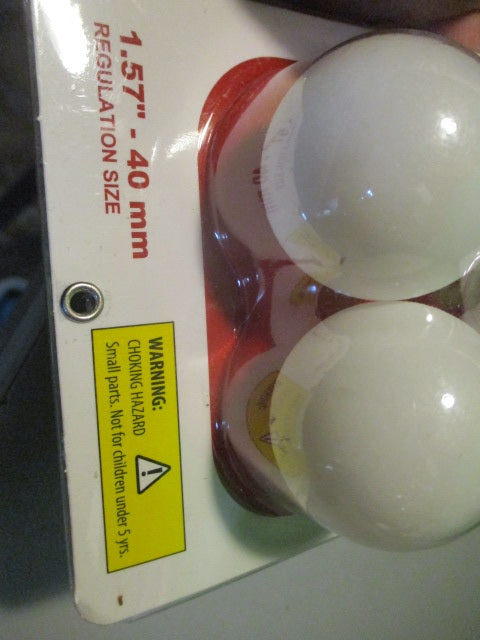 1.57" - 40 mm
REGULATION SIZE
WARNING:
CHOKING HAZARD
Small parts. Not for children under 5 yrs.